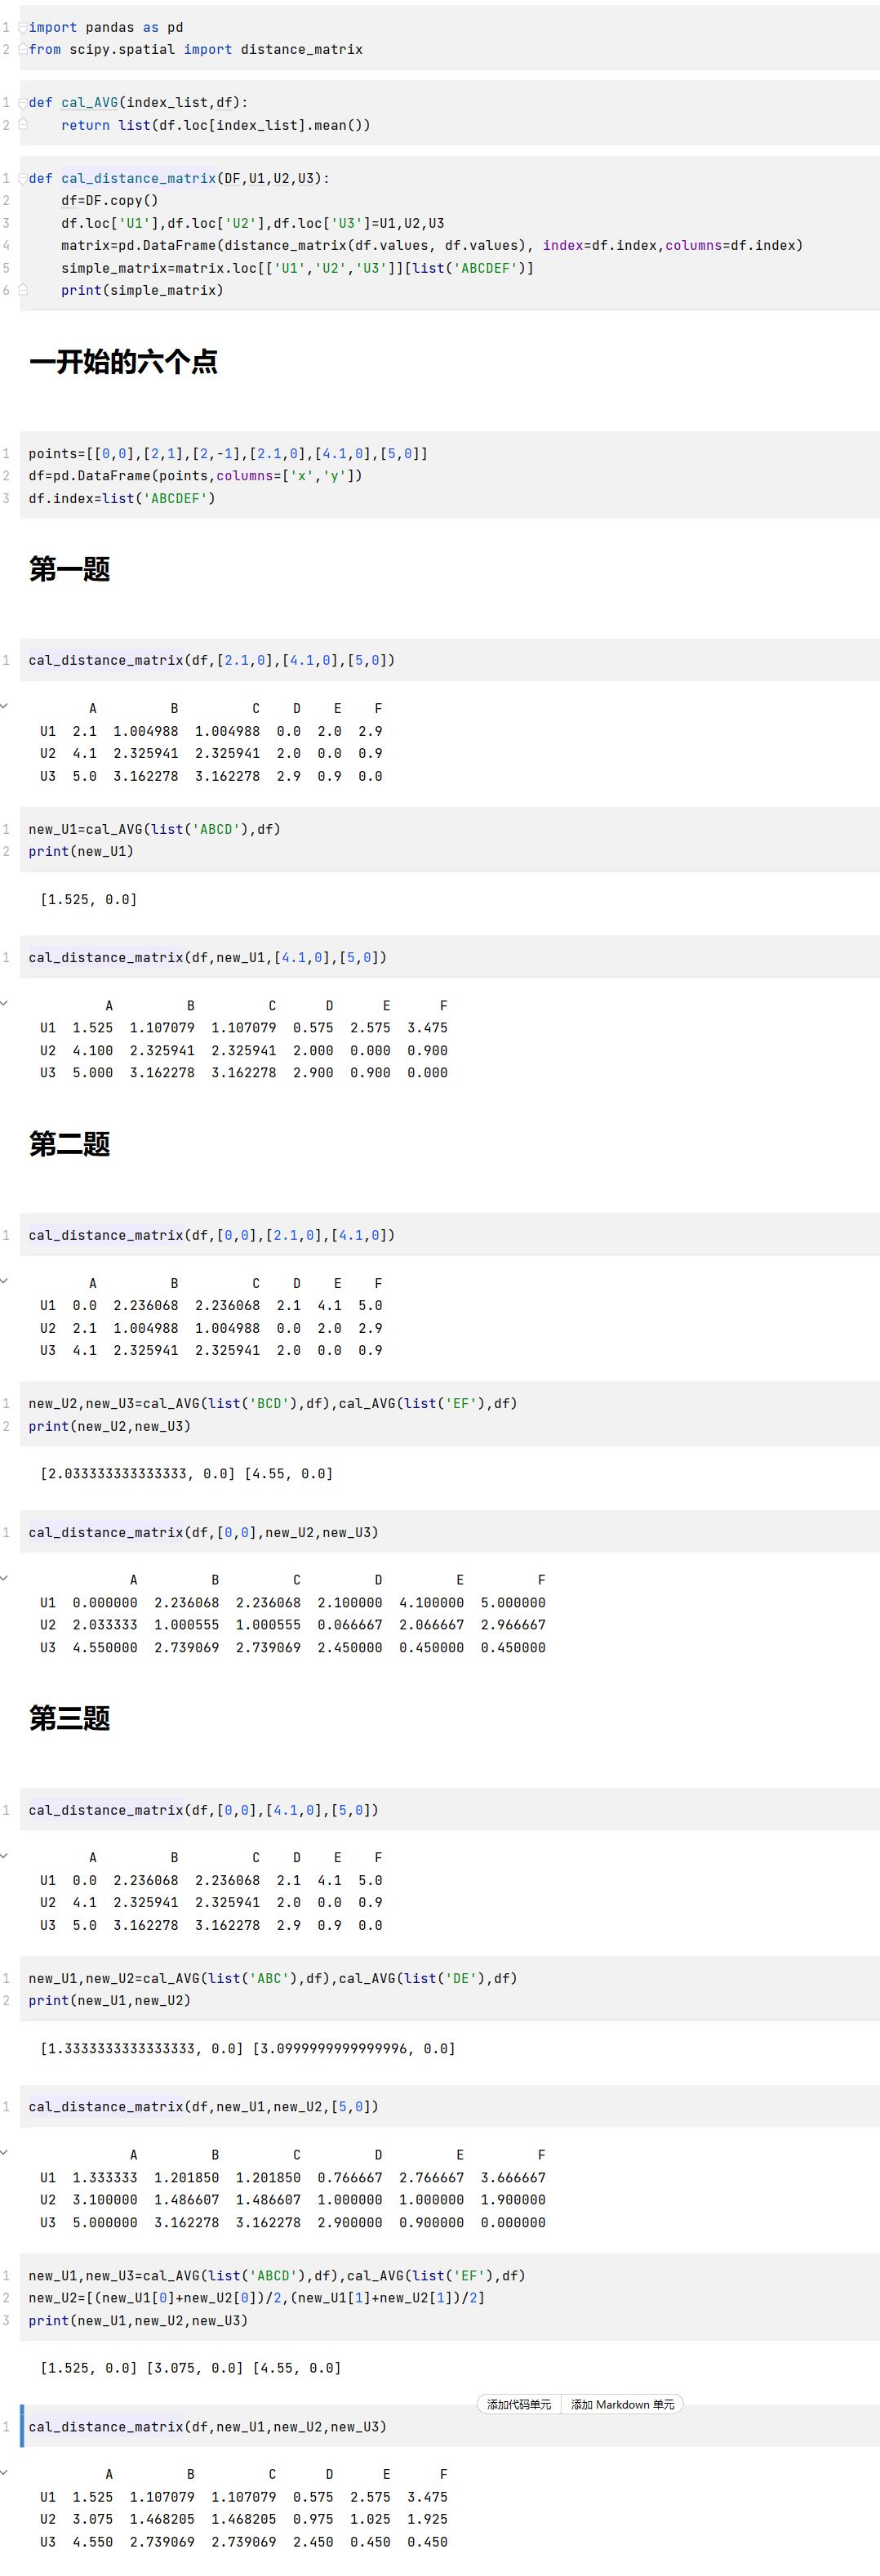 1 import pandas as pd
2 from scipy.spatial import distance_matrix
1 def cal_AVG(index_list,df):
2 return list(df.loc[index_list].mean())
1 def cal_distance_matrix(DF,U1,U2,U3):
2 df=DF.copy()
3 df.loc['U1'],df.loc['U2'],df.loc['U3']=U1,U2,U3
4 matrix=pd.DataFrame(distance_matrix(df.values, df.values), index=df.index,columns=df.index)
5 simple_matrix=matrix.loc[['U1','U2','U3']][list('ABCDEF')]
6 print(simple_matrix)
一开始的六个点
1 points=[[0,0],[2,1],[2,-1],[2.1,0],[4.1,0],[5,0]]
2 df=pd.DataFrame(points,columns=['x','y'])
3 df.index=list('ABCDEF')
第一题
1 cal_distance_matrix(df,[2.1,0],[4.1,0],[5,0])
A B C D E F
U1 2.1 1.004988 1.004988 0.0 2.0 2.9
U2 4.1 2.325941 2.325941 2.0 0.0 0.9
U3 5.0 3.162278 3.162278 2.9 0.9 0.0
1 new_U1=cal_AVG(list('ABCD'),df)
2 print(new_U1)
[1.525, 0.0]
1 cal_distance_matrix(df,new_U1,[4.1,0],[5,0])
A B C D E F
U1 1.525 1.107079 1.107079 0.575 2.575 3.475
U2 4.100 2.325941 2.325941 2.000 0.000 0.900
U3 5.000 3.162278 3.162278 2.900 0.900 0.000
第二题
1 cal_distance_matrix(df,[0,0],[2.1,0],[4.1,0])
A B C D E F
U1 0.0 2.236068 2.236068 2.1 4.1 5.0
U2 2.1 1.004988 1.004988 0.0 2.0 2.9
U3 4.1 2.325941 2.325941 2.0 0.0 0.9
1 new_U2,new_U3=cal_AVG(list('BCD'),df),cal_AVG(list('EF'),df)
2 print(new_U2,new_U3)
[2.033333333333333, 0.0] [4.55, 0.0]
1 cal_distance_matrix(df,[0,0],new_U2,new_U3)
A B C D E F
U1 0.000000 2.236068 2.236068 2.100000 4.100000 5.000000
U2 2.033333 1.000555 1.000555 0.066667 2.066667 2.966667
U3 4.550000 2.739069 2.739069 2.450000 0.450000 0.450000
第三题
1 cal_distance_matrix(df,[0,0],[4.1,0],[5,0])
A B C D E F
U1 0.0 2.236068 2.236068 2.1 4.1 5.0
U2 4.1 2.325941 2.325941 2.0 0.0 0.9
U3 5.0 3.162278 3.162278 2.9 0.9 0.0
1 new_U1,new_U2=cal_AVG(list('ABC'),df),cal_AVG(list('DE'),df)
2 print(new_U1,new_U2)
[1.3333333333333333, 0.0] [3.0999999999999996, 0.0]
1 cal_distance_matrix(df,new_U1,new_U2,[5,0])
A B C D E F
U1 1.333333 1.201850 1.201850 0.766667 2.766667 3.666667
U2 3.100000 1.486607 1.486607 1.000000 1.000000 1.900000
U3 5.000000 3.162278 3.162278 2.900000 0.900000 0.000000
1 new_U1,new_U3=cal_AVG(list('ABCD'),df),cal_AVG(list('EF'),df)
2 new_U2=[(new_U1[0]+new_U2[0])/2,(new_U1[1]+new_U2[1])/2]
3 print(new_U1,new_U2,new_U3)
[1.525, 0.0] [3.075, 0.0] [4.55, 0.0]
添加代码单元 添加 Markdown 单元
1 cal_distance_matrix(df,new_U1,new_U2,new_U3)
A B C D E F
U1 1.525 1.107079 1.107079 0.575 2.575 3.475
U2 3.075 1.468205 1.468205 0.975 1.025 1.925
U3 4.550 2.739069 2.739069 2.450 0.450 0.450